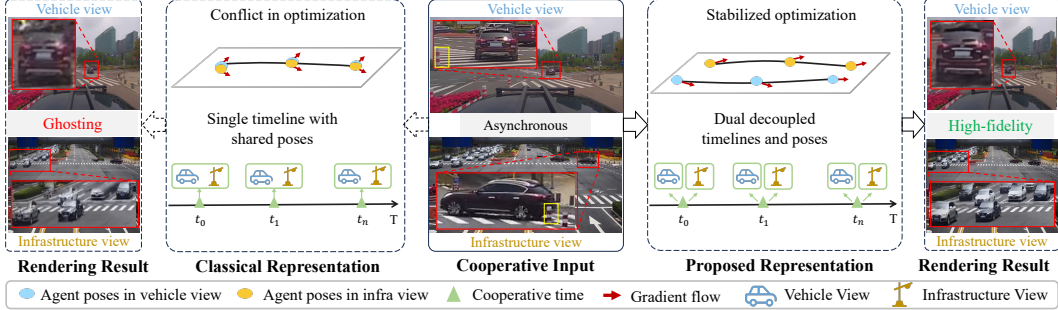 Vehicle view
Ghosting
Infrastructure view
Rendering Result
Conflict in optimization
Single timeline with
shared poses
t0 t1 tn T
Classical Representation
Vehicle view
Asynchronous
Infrastructure view
Cooperative Input
Stabilized optimization
Dual decoupled
timelines and poses
t0 t1 tn T
Proposed Representation
Vehicle view
High-fidelity
Infrastructure view
Rendering Result
Agent poses in vehicle view Agent poses in infra view Cooperative time Gradient flow Vehicle View Infrastructure View